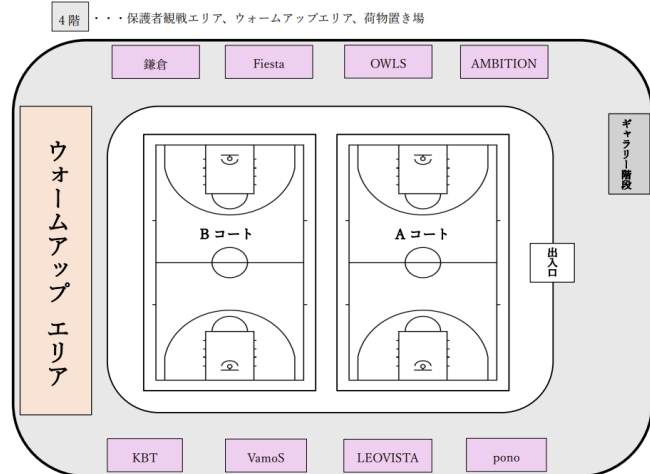 4 階 ・・・保護者観戦エリア、ウォームアップエリア、荷物置き場
鎌倉 Fiesta OWLS AMBITION
ウォームアップ エリア
B コート A コート
ギャラリー階段
出入口
KBT VamoS LEOVISTA pono